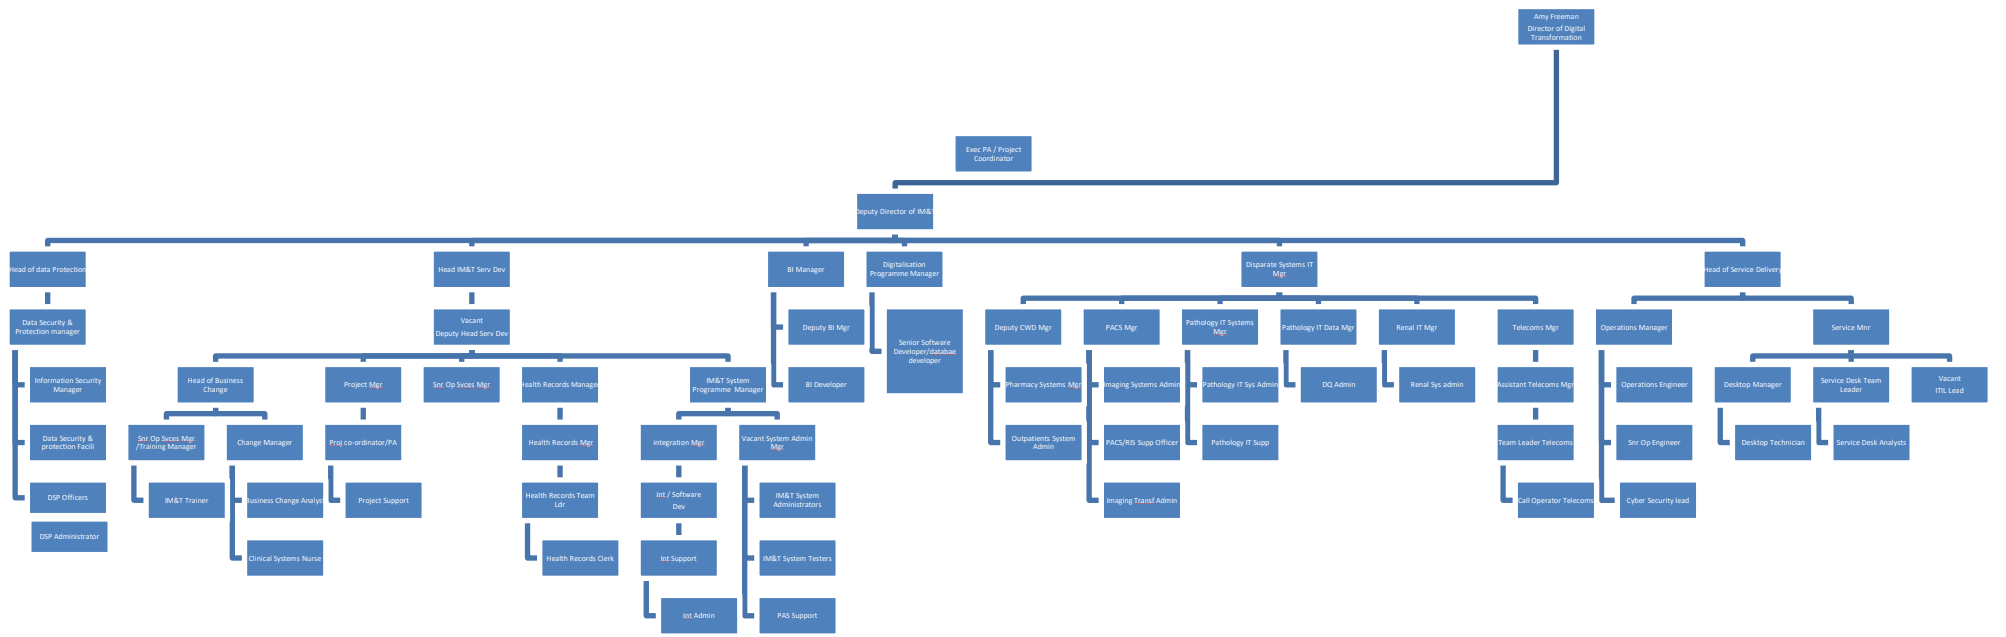 Amy Freeman
Director of Digital
Transformation
Exec PA / Project
Coordinator
Deputy Director of IM&T
Head of data Protection
Head IM&T Serv Dev
BI Manager
Digitalisation
Programme Manager
Disparate Systems IT
Mgr
Head of Service Delivery
Data Security &
Protection manager
Vacant
Deputy Head Serv Dev
Deputy BI Mgr
Senior Software
Developer/databae
developer
Deputy CWD Mgr
PACS Mgr
Pathology IT Systems
Mgr
Pathology IT Data Mgr
Renal IT Mgr
Telecoms Mgr
Operations Manager
Service Mnr
Information Security
Manager
Head of Business
Change
Project Mgr
Snr Op Svces Mgr
Health Records Manager
IM&T System
Programme Manager
BI Developer
Pharmacy Systems Mgr
Imaging Systems Admin
Pathology IT Sys Admin
DQ Admin
Renal Sys admin
Assistant Telecoms Mgr
Operations Engineer
Desktop Manager
Service Desk Team
Leader
Vacant
ITIL Lead
Data Security &
protection Facili
Snr Op Svces Mgr
/Training Manager
Change Manager
Proj co-ordinator/PA
Health Records Mgr
Integration Mgr
Vacant System Admin
Mgr
Outpatients System
Admin
PACS/RIS Supp Officer
Pathology IT Supp
Team Leader Telecoms
Snr Op Engineer
Desktop Technician
Service Desk Analysts
DSP Officers
IM&T Trainer
Business Change Analys
Project Support
Health Records Team
Ldr
Int / Software
Dev
IM&T System
Administrators
Imaging Transf Admin
Call Operator Telecoms
Cyber Security lead
DSP Administrator
Clinical Systems Nurse
Health Records Clerk
Int Support
IM&T System Testers
Int Admin
PAS Support